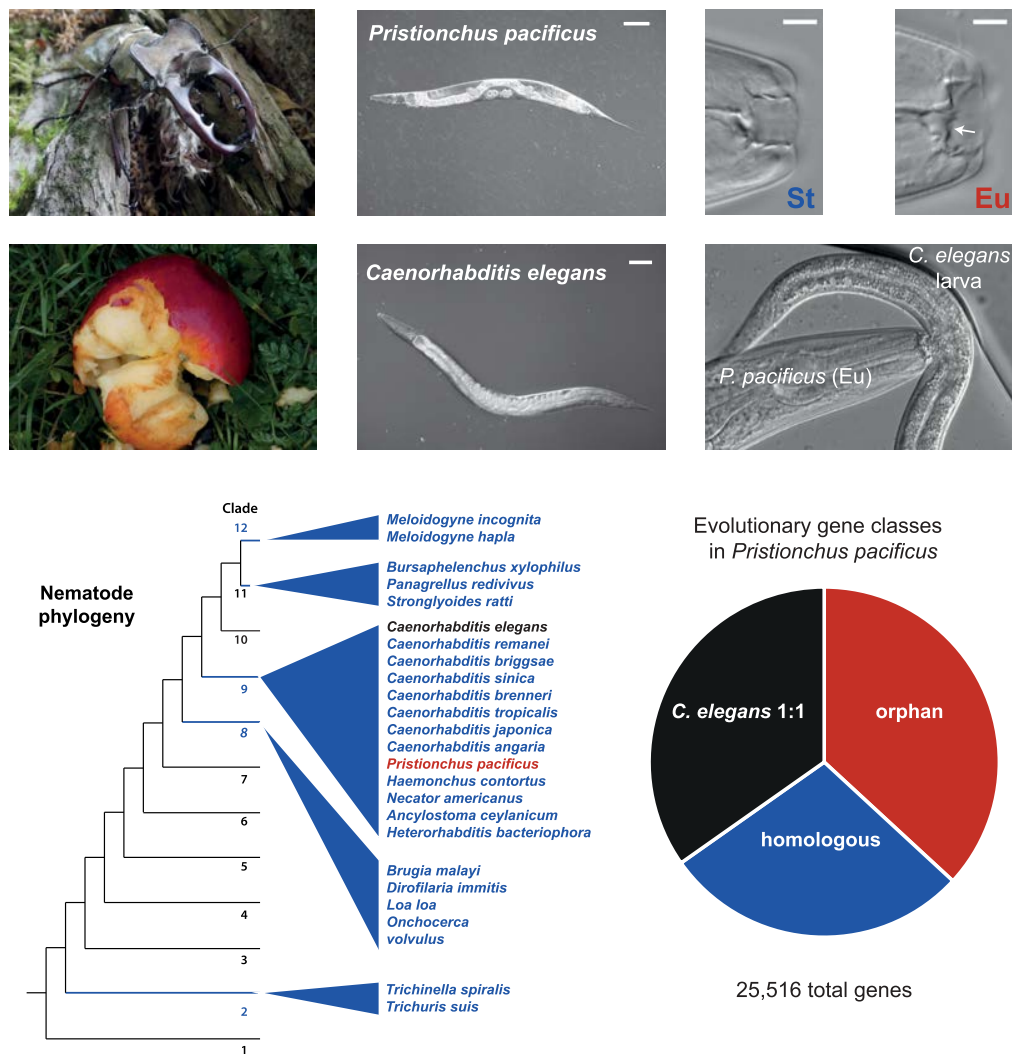 Pristionchus pacificus
St
Eu
Caenorhabditis elegans
C. elegans
larva
P. pacificus (Eu)
Nematode
phylogeny
Clade
12
11
10
9
8
7
6
5
4
3
2
1
Meloidogyne incognita
Meloidogyne hapla
Bursaphelenchus xylophilus
Panagrellus redivivus
Stronglyoides ratti
Caenorhabditis elegans
Caenorhabditis remanei
Caenorhabditis briggsae
Caenorhabditis sinica
Caenorhabditis brenneri
Caenorhabditis tropicalis
Caenorhabditis japonica
Caenorhabditis angaria
Pristionchus pacificus
Haemonchus contortus
Necator americanus
Ancylostoma ceylanicum
Heterorhabditis bacteriophora
Brugia malayi
Dirofilaria immitis
Loa loa
Onchocerca
volvulus
Trichinella spiralis
Trichuris suis
Evolutionary gene classes
in Pristionchus pacificus
C. elegans 1:1
orphan
homologous
25,516 total genes